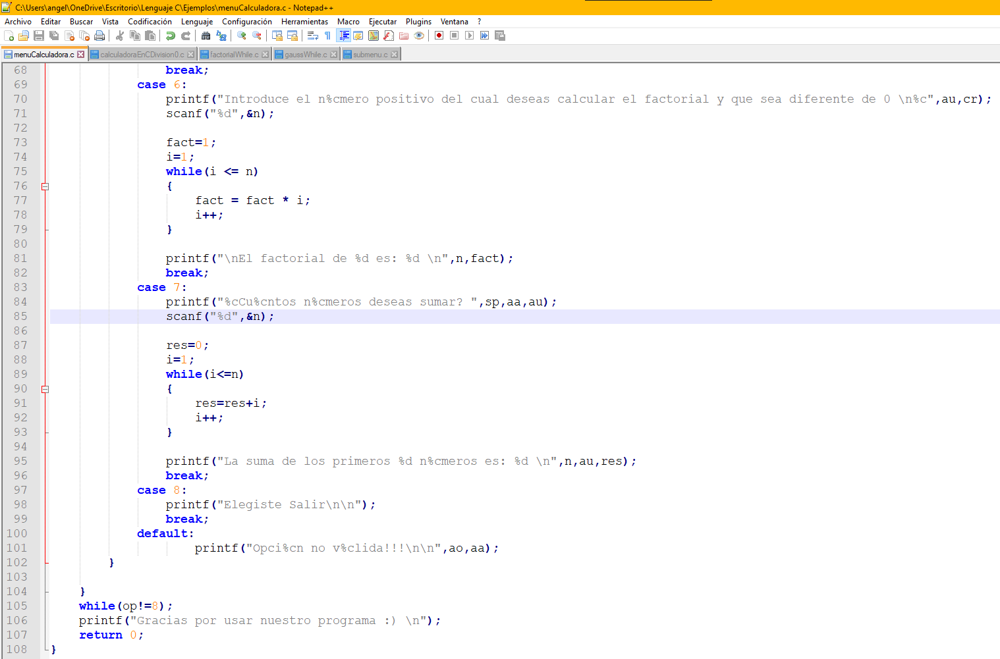 C:\Users\angel\OneDrive\Escritorio\Lenguaje C\Ejemplos\menuCalculadora.c - Notepad++
Archivo Editar Buscar Vista Codificación Lenguaje Configuración Herramientas Macro Ejecutar Plugins Ventana ?
menuCalculadora.c calculadoraEnCDivision0.c factorialWhile.c gaussWhile.c submenu.c
68 break;
69 case 6:
70 printf("Introduce el n%cmero positivo del cual deseas calcular el factorial y que sea diferente de 0 \n%c",au,cr);
71 scanf("%d",&n);
72
73 fact=1;
74 i=1;
75 while(i <= n)
76 {
77 fact = fact * i;
78 i++;
79 }
80
81 printf("\nEl factorial de %d es: %d \n",n,fact);
82 break;
83 case 7:
84 printf("%cCu%cntos n%cmeros deseas sumar? ",sp,aa,au);
85 scanf("%d",&n);
86
87 res=0;
88 i=1;
89 while(i<=n)
90 {
91 res=res+i;
92 i++;
93 }
94
95 printf("La suma de los primeros %d n%cmeros es: %d \n",n,au,res);
96 break;
97 case 8:
98 printf("Elegiste Salir\n\n");
99 break;
100 default:
101 printf("Opci%cn no v%clida!!!\n\n",ao,aa);
102 }
103
104 }
105 while(op!=8);
106 printf("Gracias por usar nuestro programa :) \n");
107 return 0;
108 }